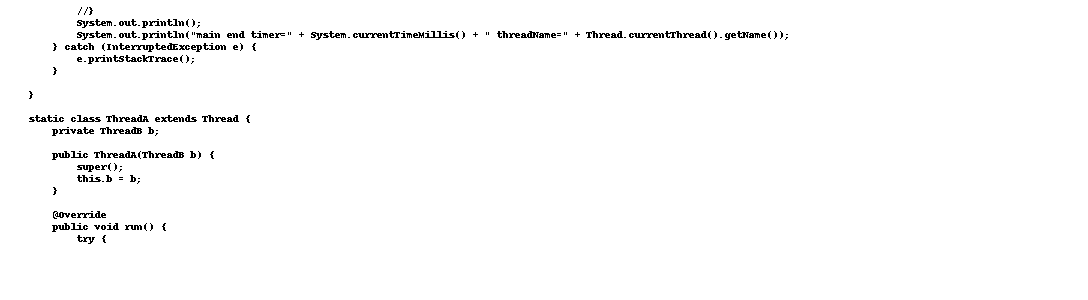 //}
System.out.println();
System.out.println("main end timer=" + System.currentTimeMillis() + " threadName=" + Thread.currentThread().getName());
} catch (InterruptedException e) {
e.printStackTrace();
}
}
static class ThreadA extends Thread {
private ThreadB b;
public ThreadA(ThreadB b) {
super();
this.b = b;
}
@Override
public void run() {
try {